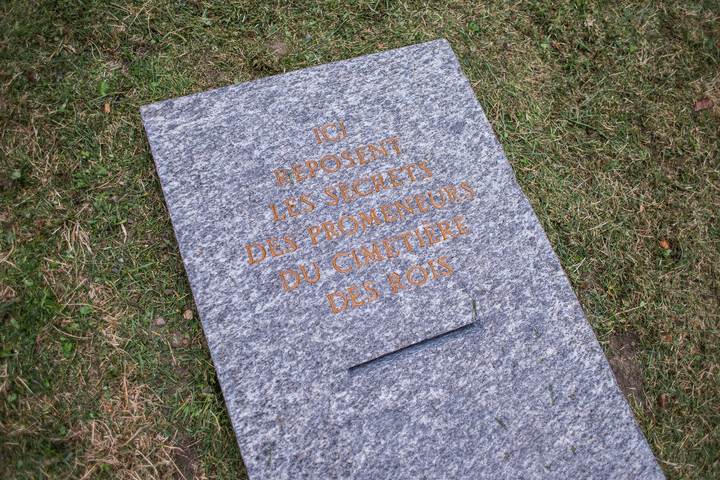 ICI
REPOSENT
LES SECRETS
DES PROMENEURS
DU CIMETIÈRE
DES ROIS